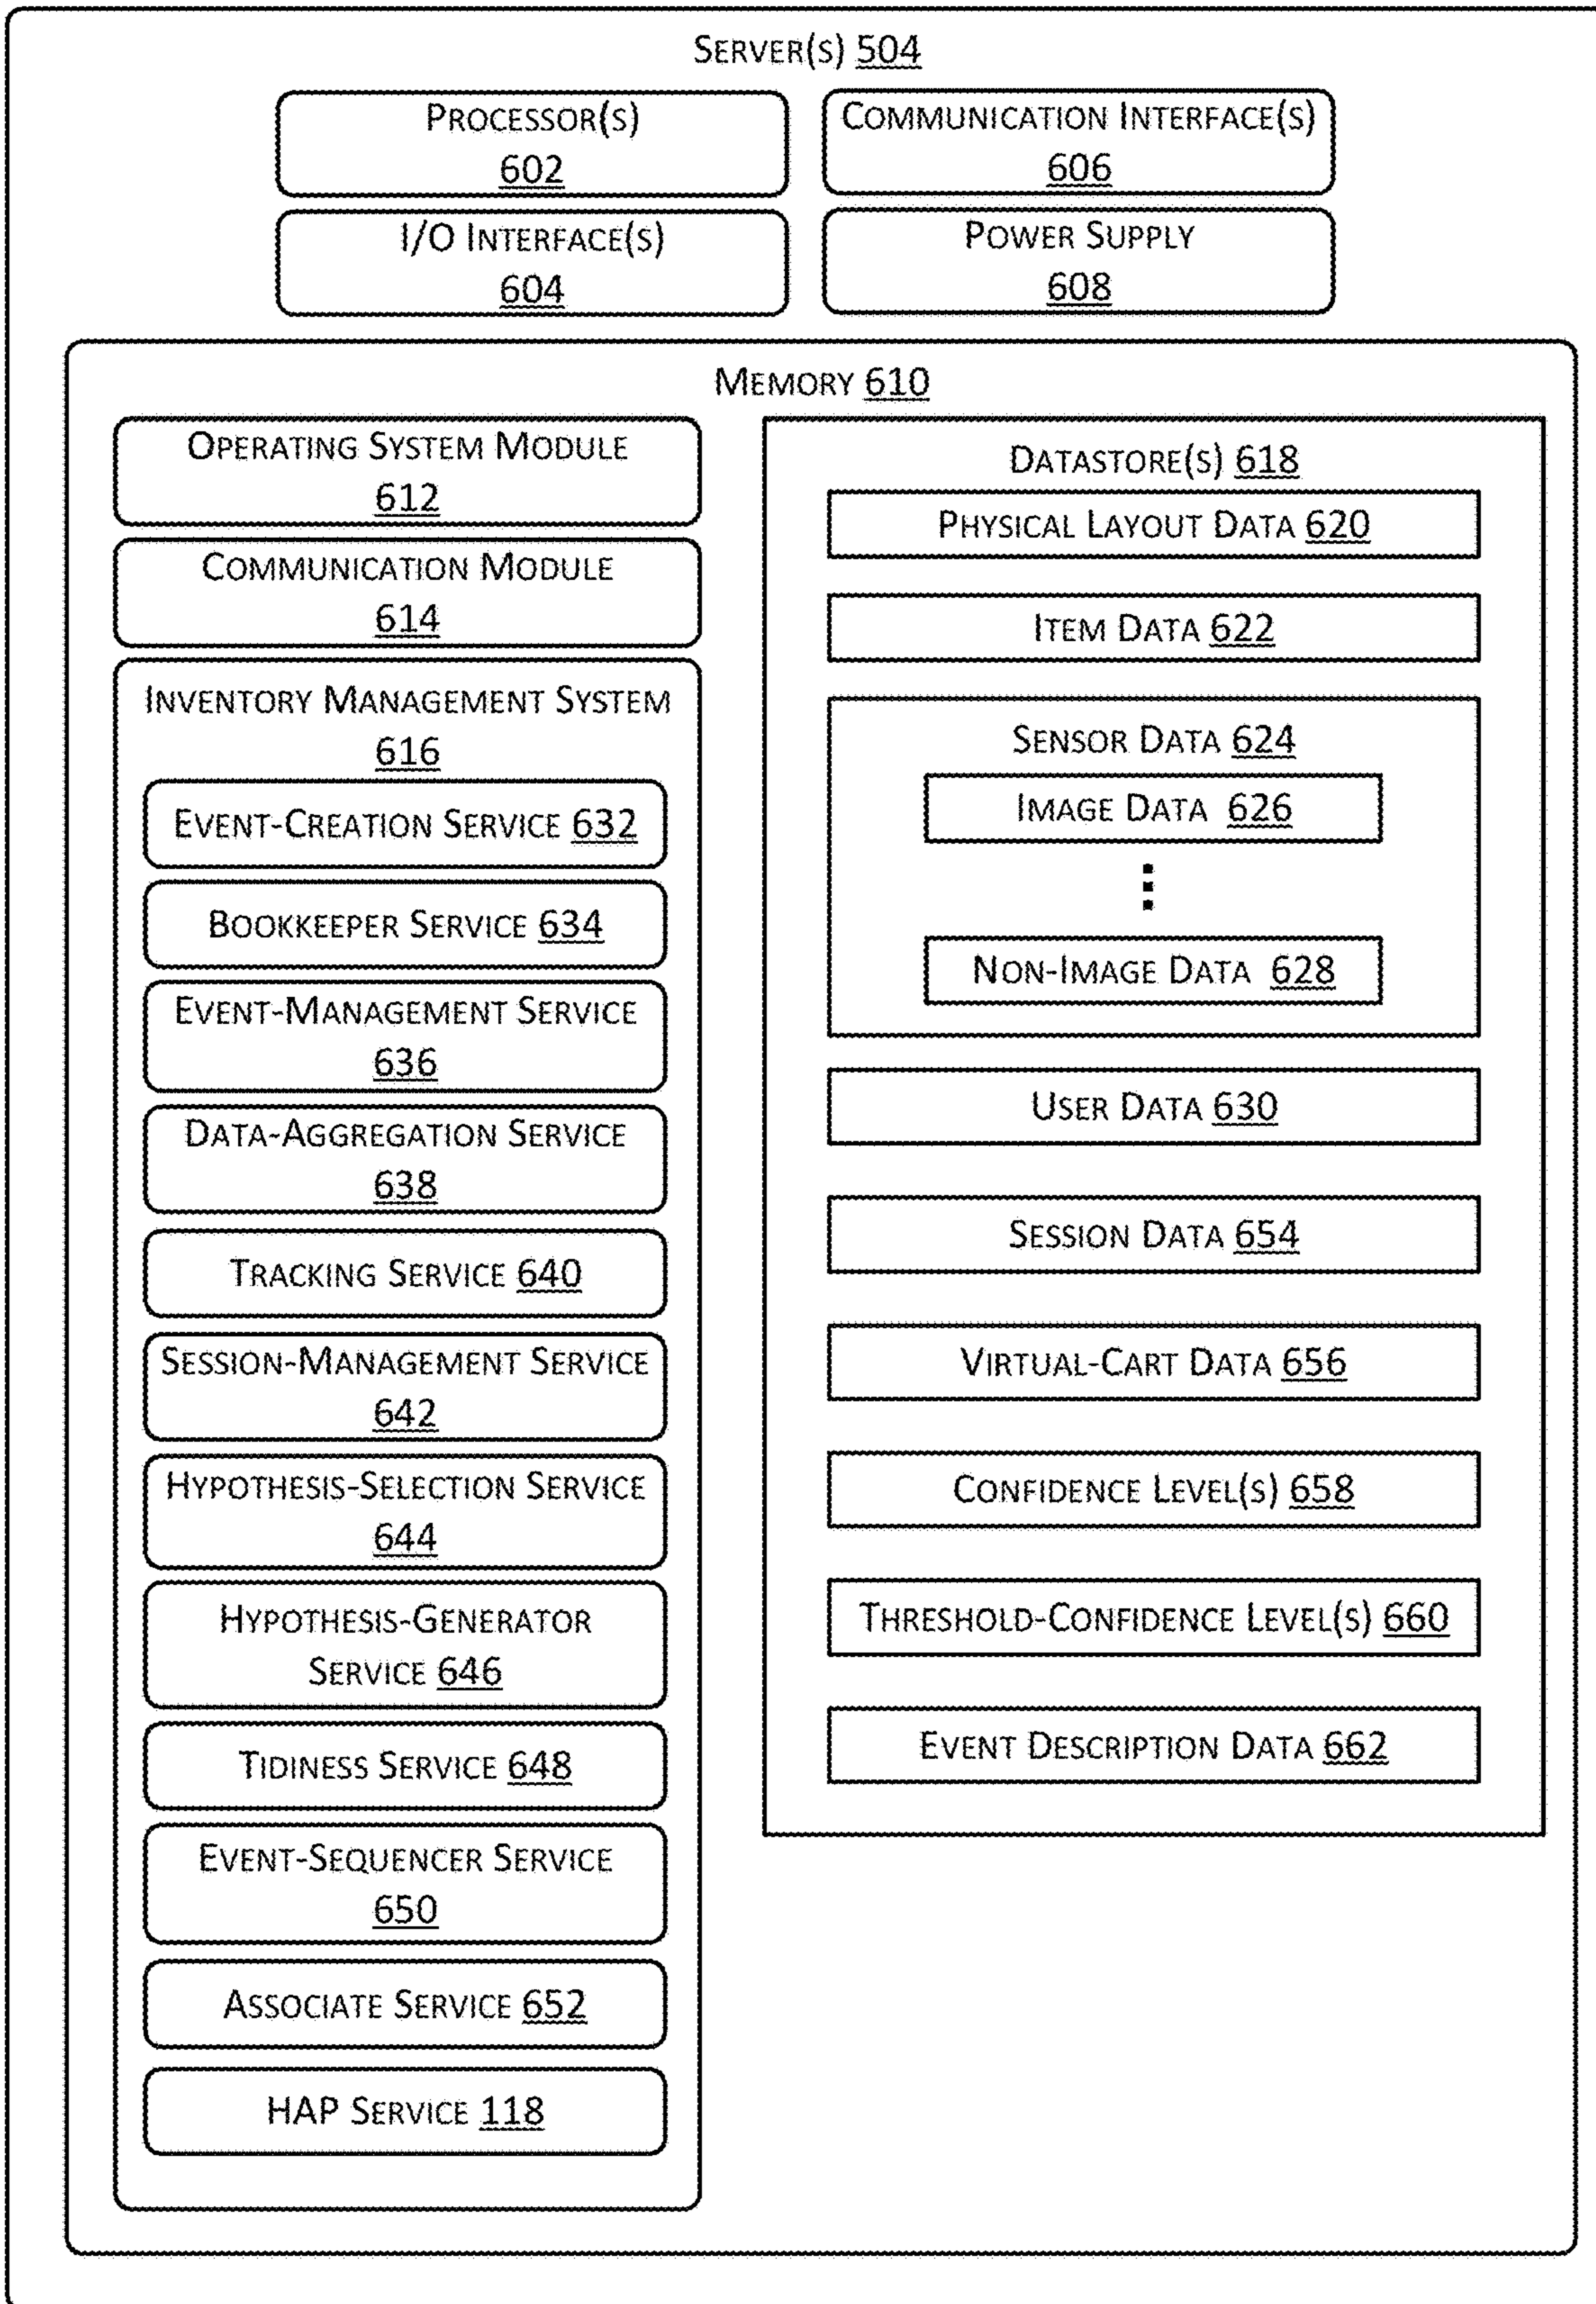 SERVER(S) 504
PROCESSOR(S)
602
COMMUNICATION INTERFACE(S)
606
I/O INTERFACE(S)
604
POWER SUPPLY
608
MEMORY 610
OPERATING SYSTEM MODULE
612
COMMUNICATION MODULE
614
INVENTORY MANAGEMENT SYSTEM
616
EVENT-CREATION SERVICE 632
BOOKKEEPER SERVICE 634
EVENT-MANAGEMENT SERVICE
636
DATA-AGGREGATION SERVICE
638
TRACKING SERVICE 640
SESSION-MANAGEMENT SERVICE
642
HYPOTHESIS-SELECTION SERVICE
644
HYPOTHESIS-GENERATOR
SERVICE 646
TIDINESS SERVICE 648
EVENT-SEQUENCER SERVICE
650
ASSOCIATE SERVICE 652
HAP SERVICE 118
DATASTORE(S) 618
PHYSICAL LAYOUT DATA 620
ITEM DATA 622
SENSOR DATA 624
IMAGE DATA 626
NON-IMAGE DATA 628
USER DATA 630
SESSION DATA 654
VIRTUAL-CART DATA 656
CONFIDENCE LEVEL(S) 658
THRESHOLD-CONFIDENCE LEVEL(S) 660
EVENT DESCRIPTION DATA 662